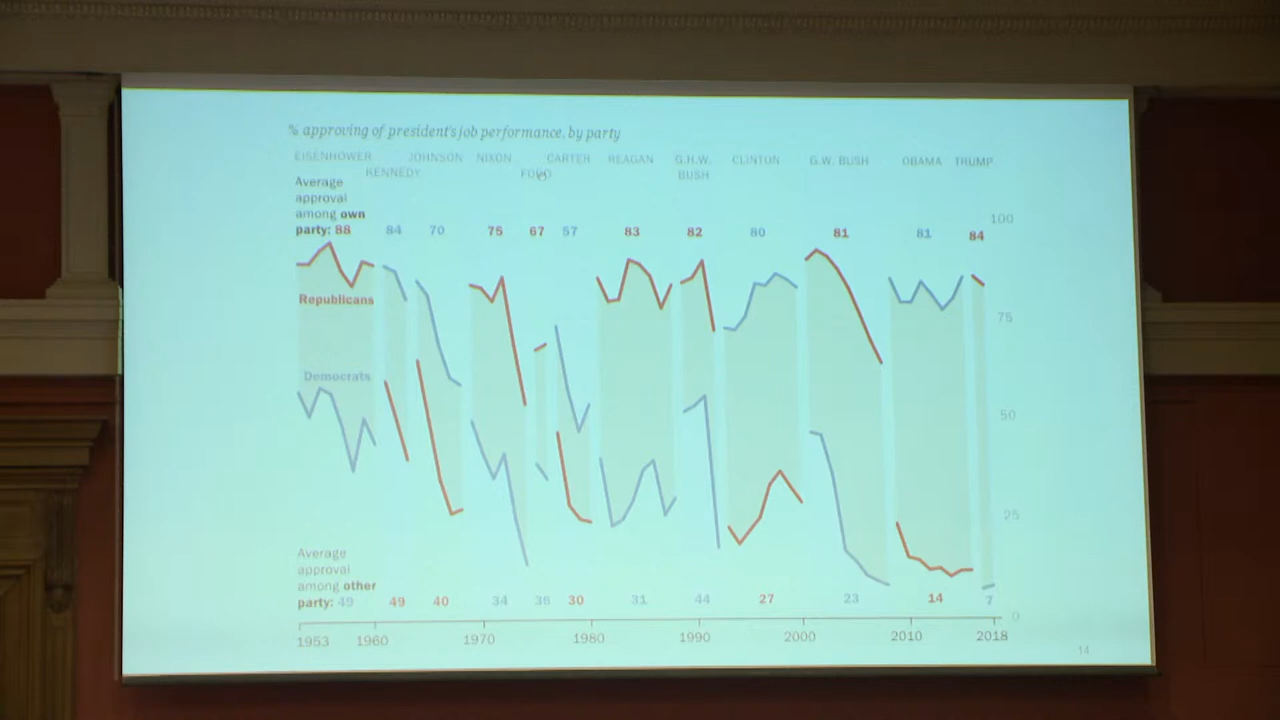 % approving of president's job performance, by party
EISENHOWER JOHNSON NIXON CARTER REAGAN G.H.W. CLINTON G.W. BUSH OBAMA TRUMP
KENNEDY FORD BUSH
Average
approval
among own
party: 88 84 70 75 67 57 83 82 80 81 81 84
100
Republicans
75
Democrats
50
25
Average
approval
among other
party: 49 49 40 34 36 30 31 44 27 23 14 7
0
1953 1960 1970 1980 1990 2000 2010 2018
14